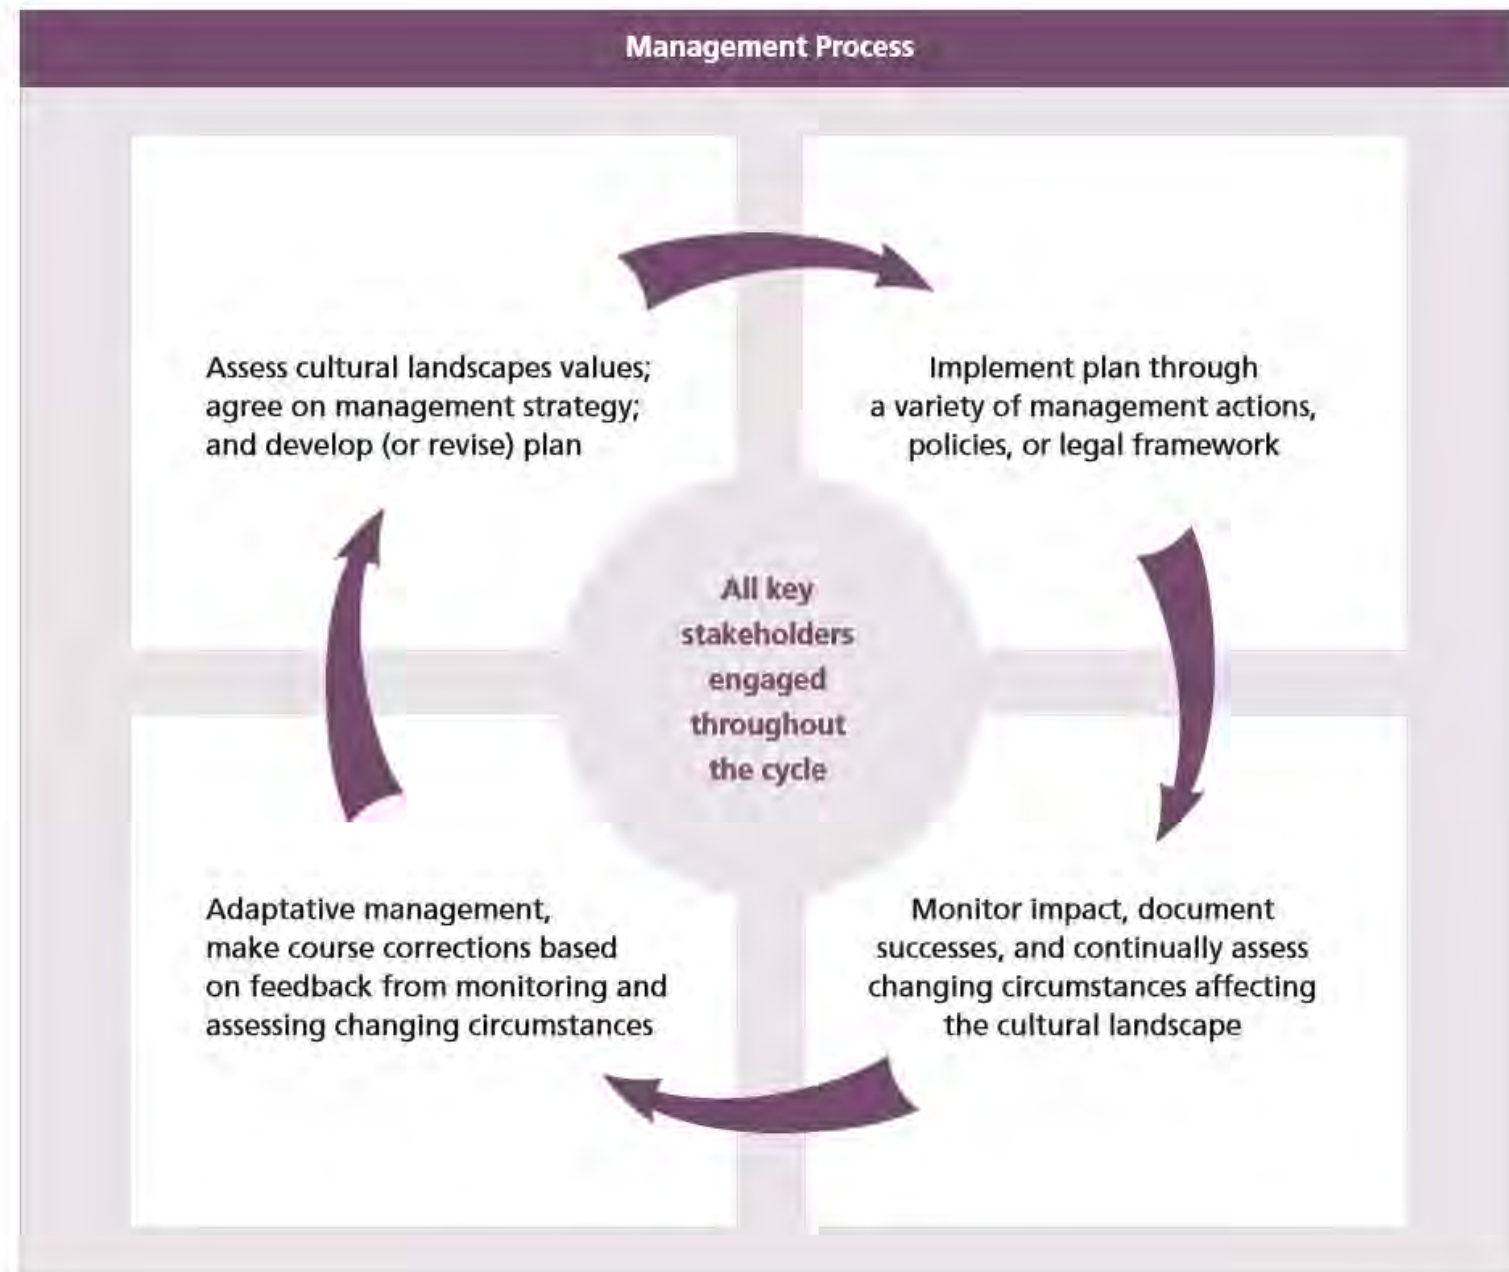 Management Process
Assess cultural landscapes values;
agree on management strategy;
and develop (or revise) plan
Implement plan through
a variety of management actions,
policies, or legal framework
All key
stakeholders
engaged
throughout
the cycle
Adaptative management,
make course corrections based
on feedback from monitoring and
assessing changing circumstances
Monitor impact, document
successes, and continually assess
changing circumstances affecting
the cultural landscape